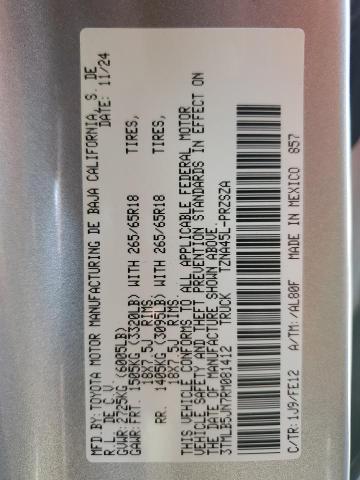 MFD.BY:TOYOTA MOTOR MANUFACTURING DE BAJA CALIFORNIA, S. DE
R.L.DE C.V. DATE: 11/24
GVWR: 2725KG (6005LB)
GAWR: FRT. 1505KG (3320LB) WITH 265/65R18 TIRES,
18X7.5J RIMS.
RR. 1405KG (3095LB) WITH 265/65R18 TIRES,
18X7.5J RIMS.
THIS VEHICLE CONFORMS TO ALL APPLICABLE FEDERAL MOTOR
VEHICLE SAFETY AND THEFT PREVENTION STANDARDS IN EFFECT ON
THE DATE OF MANUFACTURE SHOWN ABOVE.
3TMLB5JN7RM081412 TRUCK TZNA45L-PRZSZA
C/TR: 1J9/FE12 A/TM: /AL80F MADE IN MEXICO 857